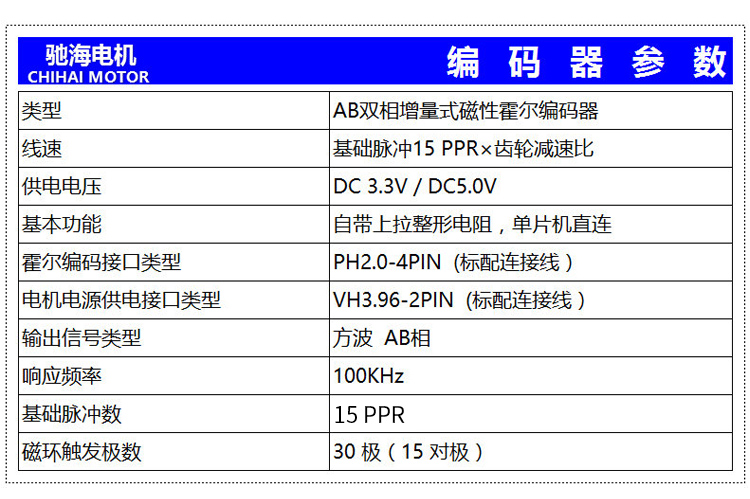 驰海电机 编码器参数
CHIHAI MOTOR
类型 AB双相增量式磁性霍尔编码器
线速 基础脉冲15 PPR×齿轮减速比
供电电压 DC 3.3V / DC5.0V
基本功能 自带上拉整形电阻，单片机直连
霍尔编码接口类型 PH2.0-4PIN (标配连接线)
电机电源供电接口类型 VH3.96-2PIN (标配连接线)
输出信号类型 方波 AB相
响应频率 100KHz
基础脉冲数 15 PPR
磁环触发极数 30 极（15 对极）